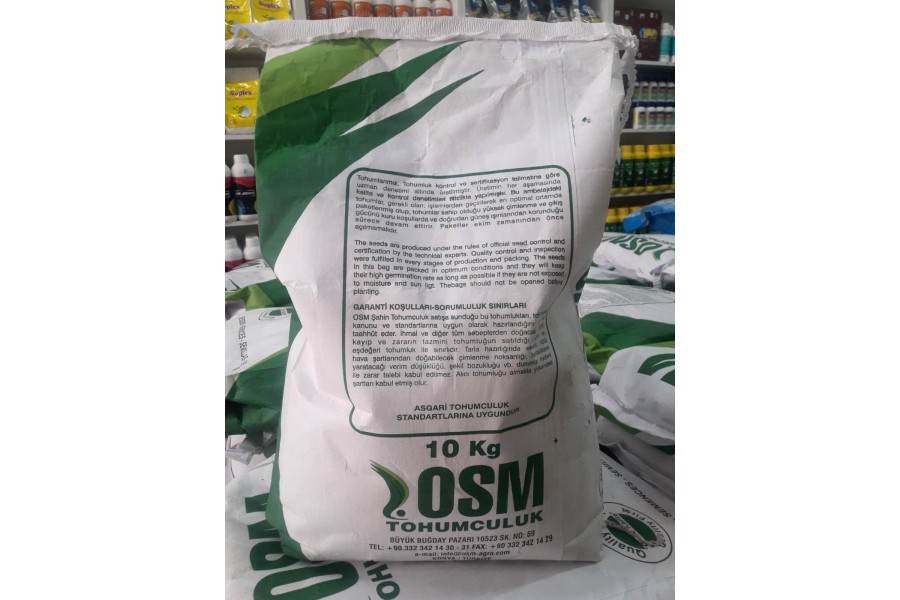 Tohumlarımız; Tohumluk kontrol ve sertifikasyon talimatına göre
uzman denetimi altında üretilmiştir. Üretimin her aşamasında
kalite ve kontrol denetimleri titizlikle yapılmıştır. Bu ambalajdaki
tohumlar, gerekli olan, işlemlerden geçirilerek en optimal ortamda
paketlenmiş olup, tohumlar sahip olduğu yüksek çimlenme ve çıkış
gücünü kuru koşullarda ve doğrudan güneş ışınlarından korunduğu
sürece devam ettirir. Paketler ekim zamanından önce
açılmamalıdır.
The seeds are produced under the rules of official seed control and
certification by the technical experts. Quality control and inspection
were fulfilled in every stages of production and packing. The seeds
in this bag are packed in optimum conditions and they will keep
their high germination rate as long as possible if they are not exposed
to moisture and sun ligt. Thebage should not be opened before
planting.
GARANTİ KOŞULLARI-SORUMLULUK SINIRLARI
OSM Şahin Tohumculuk satışa sunduğu bu tohumlukları,
kanunu ve standartlarına uygun olarak hazırlandığını
taahhüt eder. İhmal ve diğer tüm sebeplerden doğacak
kayıp ve zararın tazmini tohumluğun satıldığı
eşdeğeri tohumluk ile sınırlıdır. Tarla hazırlığında
hava şartlarından doğabilecek çimlenme noksanlığı,
yaratacağı verim düşüklüğü, şekil bozukluğu vb.
ile zarar talebi kabul edilmez. Alıcı tohumluğu almakla
şartları kabul etmiş olur.
ASGARİ TOHUMCULUK
STANDARTLARINA UYGUNDUR
10 Kg
OSM
TOHUMCULUK
BÜYÜK BUĞDAY PAZARI 10523 SK. NO: 69
TEL: +90 332 342 14 30 - 31 FAX: +90 332 342 14 29
e-mail: info@osm-agro.com
KONYA / TÜRKİYE
OSM
Quality